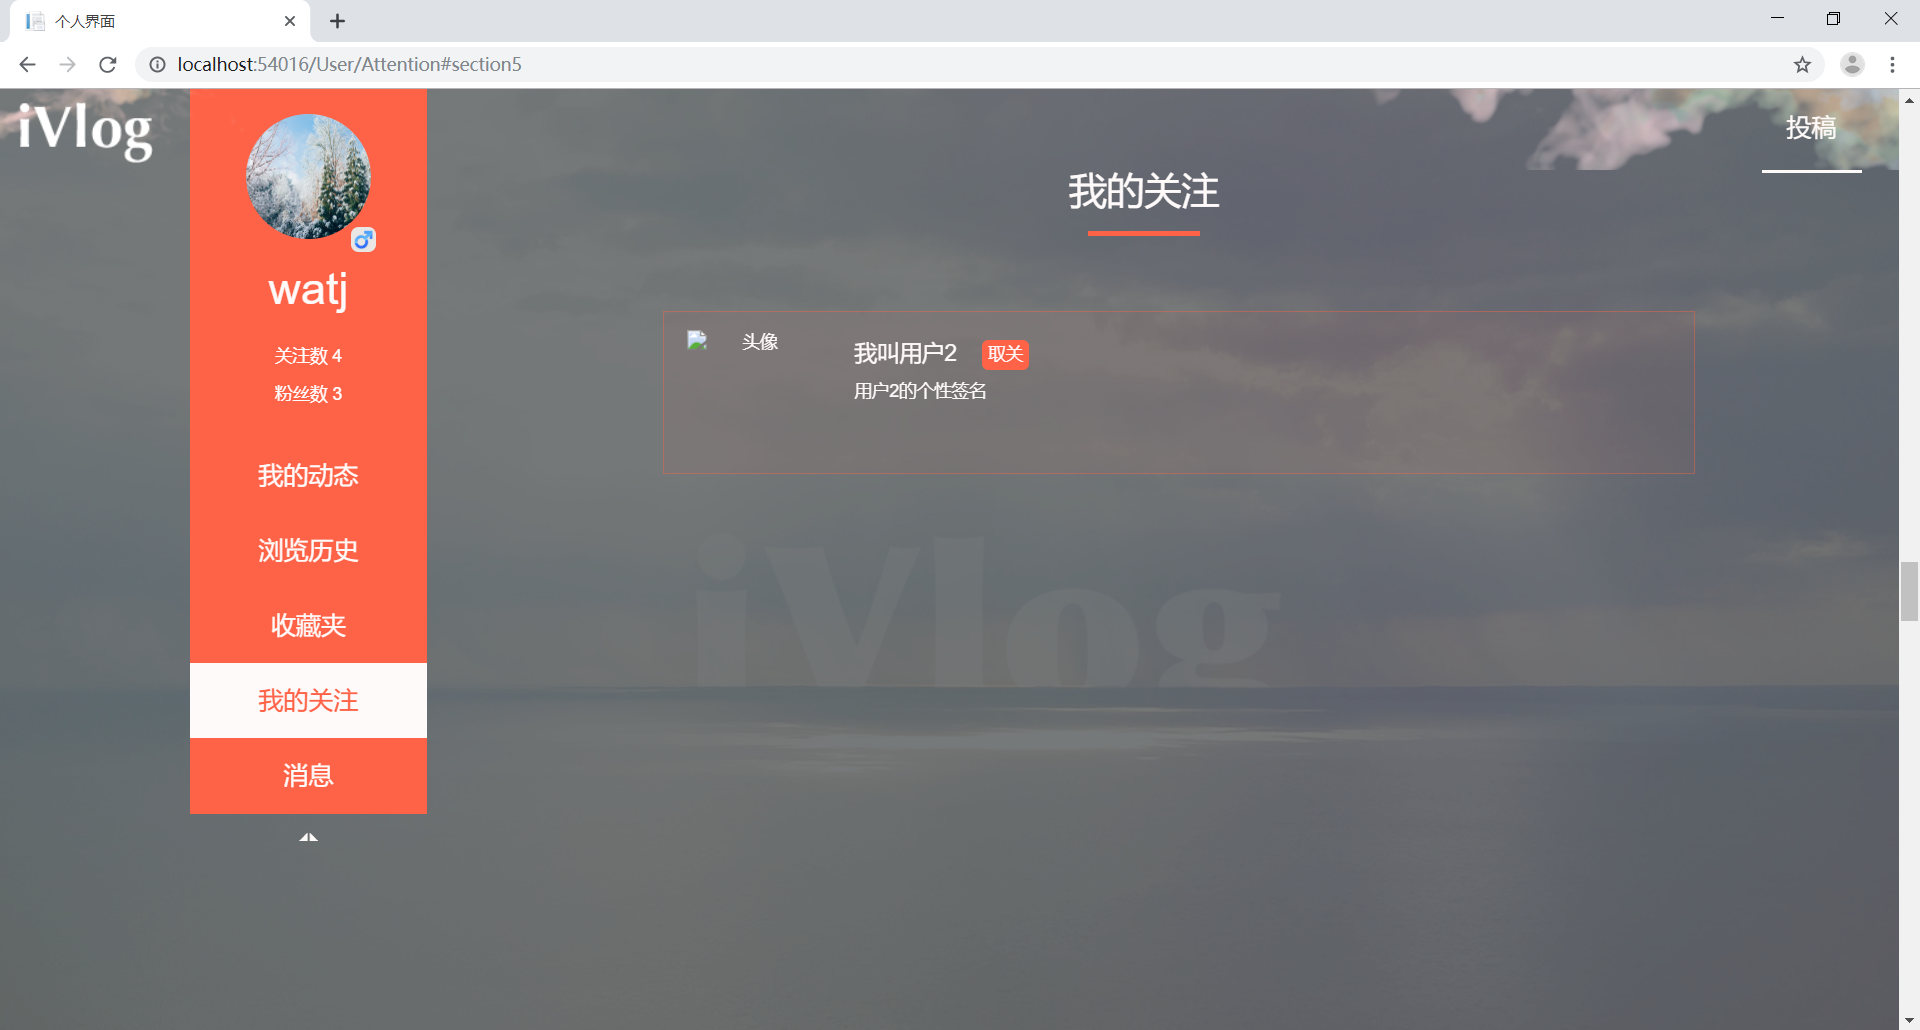 个人界面
localhost:54016/User/Attention#section5
iVlog
投稿
watj
关注数 4
粉丝数 3
我的动态
浏览历史
收藏夹
我的关注
消息
我的关注
头像
我叫用户2
取关
用户2的个性签名
iVlog